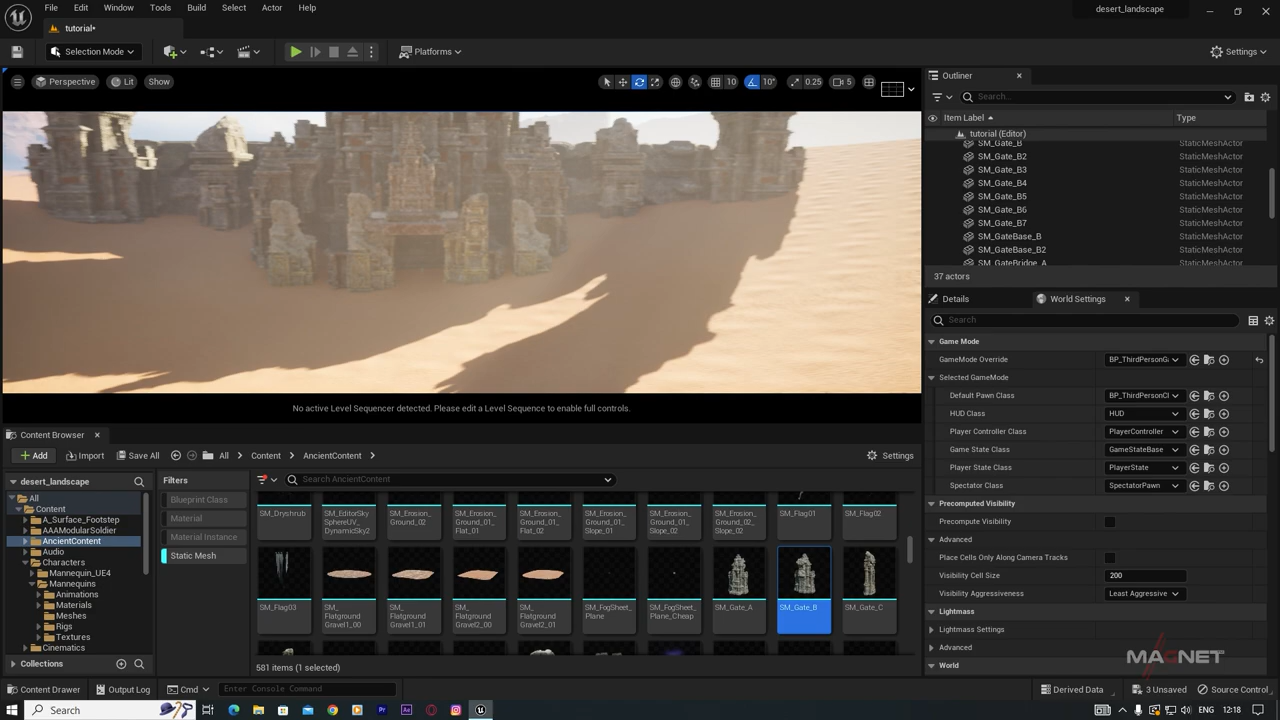 File Edit Window Tools Build Select Actor Help
desert_landscape
tutorial*
Selection Mode
Platforms
Settings
Perspective Lit Show
10 10° 0.25 5
Outliner
Search...
Item Label Type
tutorial (Editor)
SM_Gate_B StaticMeshActor
SM_Gate_B2 StaticMeshActor
SM_Gate_B3 StaticMeshActor
SM_Gate_B4 StaticMeshActor
SM_Gate_B5 StaticMeshActor
SM_Gate_B6 StaticMeshActor
SM_Gate_B7 StaticMeshActor
SM_GateBase_B StaticMeshActor
SM_GateBase_B2 StaticMeshActor
SM_GateBridge_A StaticMeshActor
37 actors
Details World Settings
Search
Game Mode
GameMode Override BP_ThirdPersonGa
Selected GameMode
Default Pawn Class BP_ThirdPersonCl
HUD Class HUD
Player Controller Class PlayerController
Game State Class GameStateBase
Player State Class PlayerState
Spectator Class SpectatorPawn
Precomputed Visibility
Precompute Visibility
Advanced
Place Cells Only Along Camera Tracks
Visibility Cell Size 200
Visibility Aggressiveness Least Aggressive
Lightmass
Lightmass Settings
Advanced
World
No active Level Sequencer detected. Please edit a Level Sequence to enable full controls.
Content Browser
Add Import Save All All Content AncientContent Settings
desert_landscape
All
Content
A_Surface_Footstep
AAAModularSoldier
AncientContent
Audio
Characters
Mannequin_UE4
Mannequins
Animations
Materials
Meshes
Rigs
Textures
Cinematics
Collections
Filters
Blueprint Class
Material
Material Instance
Static Mesh
Search AncientContent
SM_Dryshrub
SM_EditorSky SphereUV_ DynamicSky2
SM_Erosion_ Ground_02
SM_Erosion_ Ground_01_ Flat_01
SM_Erosion_ Ground_01_ Flat_02
SM_Erosion_ Ground_01_ Slope_01
SM_Erosion_ Ground_02_ Slope_02
SM_Flag01
SM_Flag02
SM_Flag03
SM_ Flatground Gravel1_00
SM_ Flatground Gravel1_01
SM_ Flatground Gravel2_00
SM_ Flatground Gravel2_01
SM_FogSheet_ Plane
SM_FogSheet_ Plane_Cheap
SM_Gate_A
SM_Gate_B
SM_Gate_C
581 items (1 selected)
MAGNET
Content Drawer Output Log Cmd Enter Console Command
Derived Data 3 Unsaved Source Control
Search
ENG 12:18